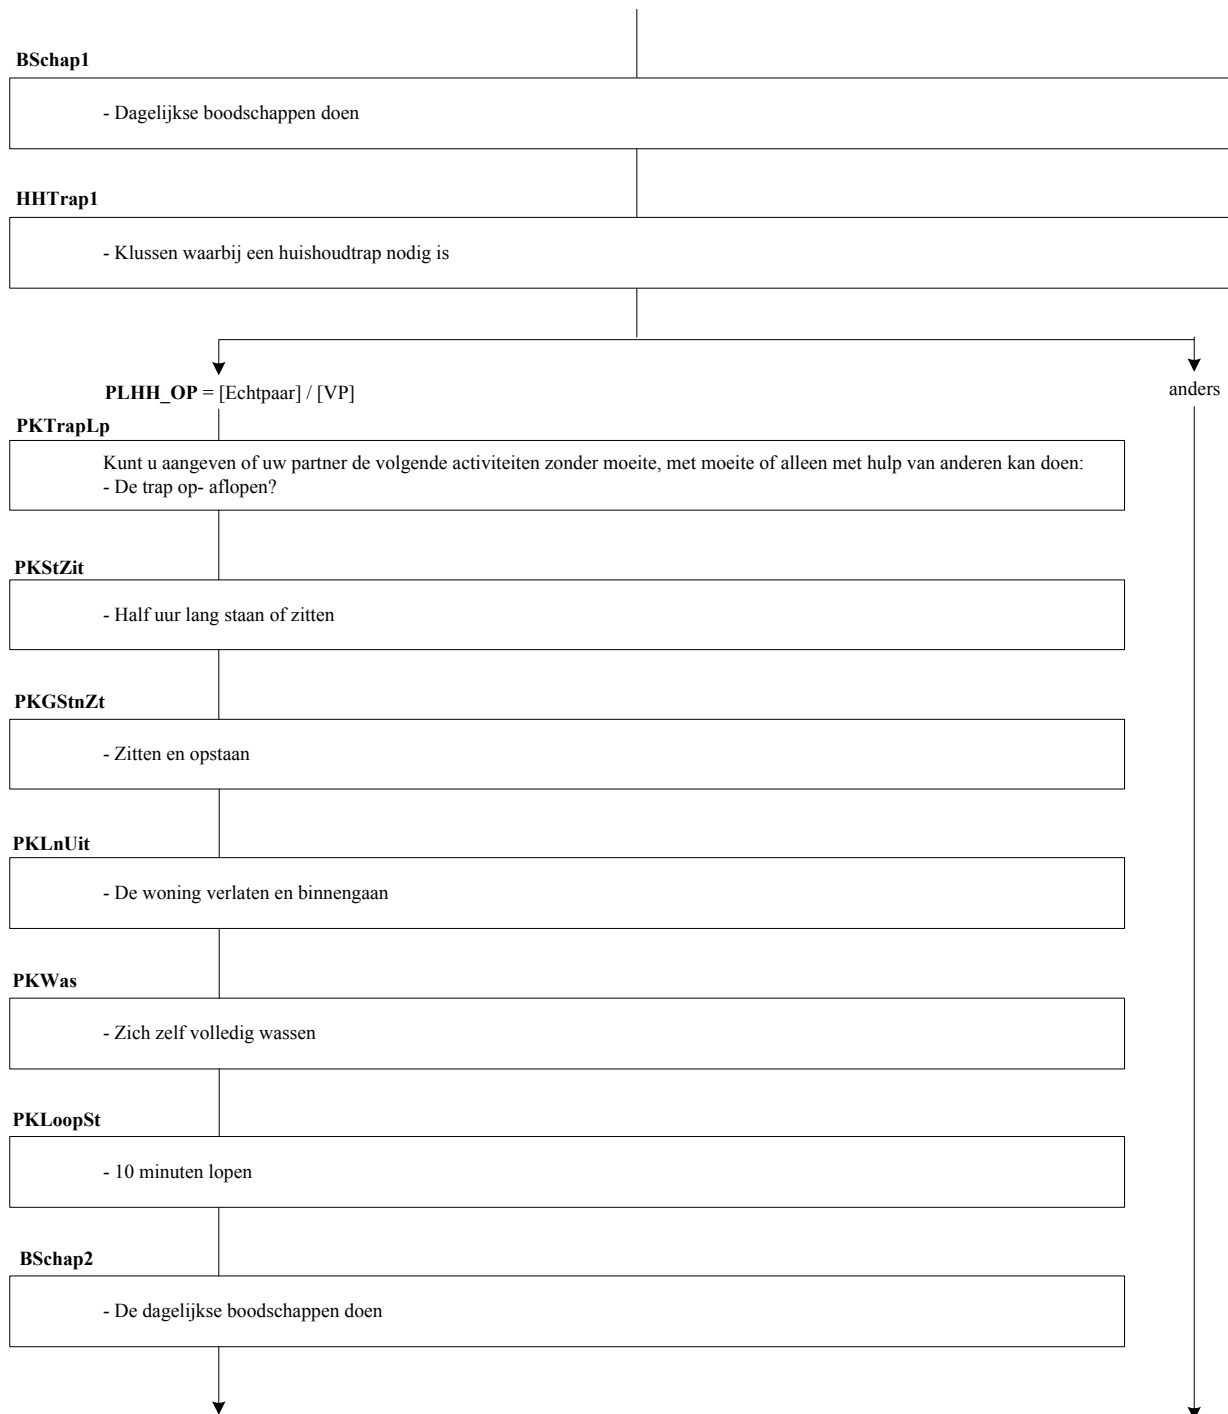 BSchap1
- Dagelijkse boodschappen doen
HHTrap1
- Klussen waarbij een huishoudtrap nodig is
PLHH_OP = [Echtpaar] / [VP]
anders
PKTrapLp
Kunt u aangeven of uw partner de volgende activiteiten zonder moeite, met moeite of alleen met hulp van anderen kan doen:
- De trap op- aflopen?
PKStZit
- Half uur lang staan of zitten
PKGStnZt
- Zitten en opstaan
PKLnUit
- De woning verlaten en binnengaan
PKWas
- Zich zelf volledig wassen
PKLoopSt
- 10 minuten lopen
BSchap2
- De dagelijkse boodschappen doen